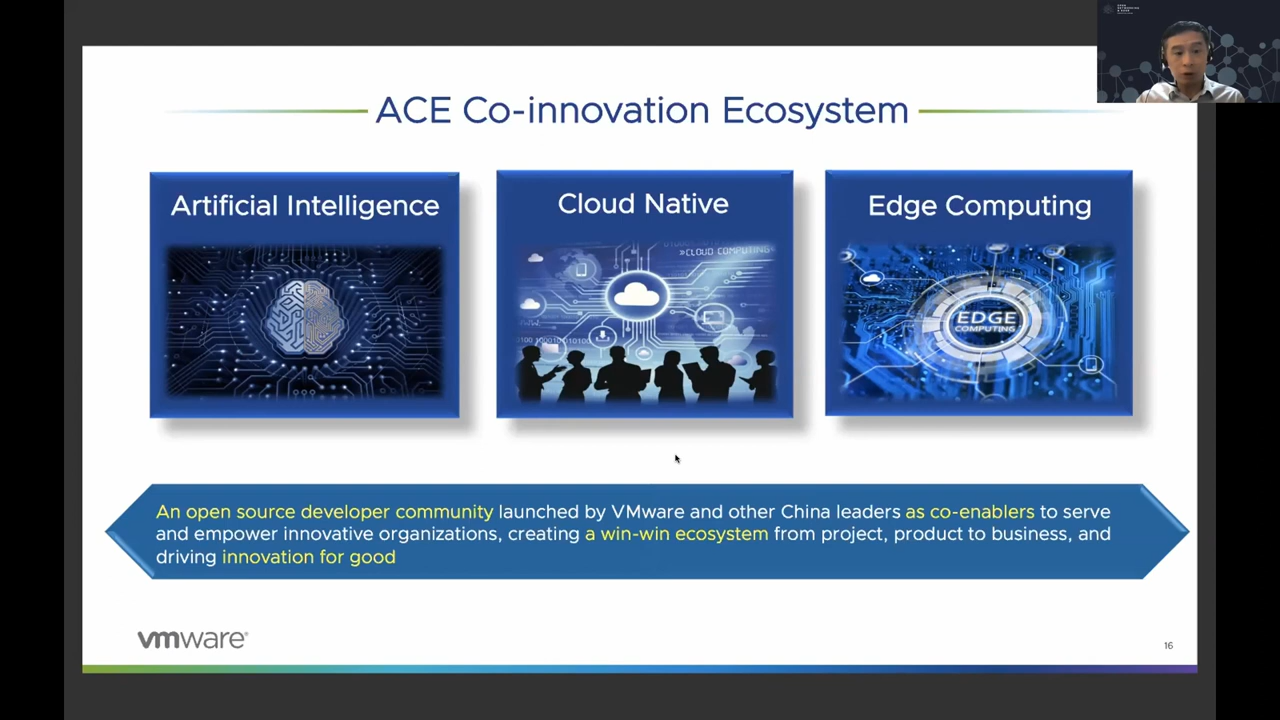 ACE Co-innovation Ecosystem
Artificial Intelligence
Cloud Native
Edge Computing
»CLOUD COMPUTING
EDGE
COMPUTING
An open source developer community launched by VMware and other China leaders as co-enablers to serve
and empower innovative organizations, creating a win-win ecosystem from project, product to business, and
driving innovation for good
vmware®
16